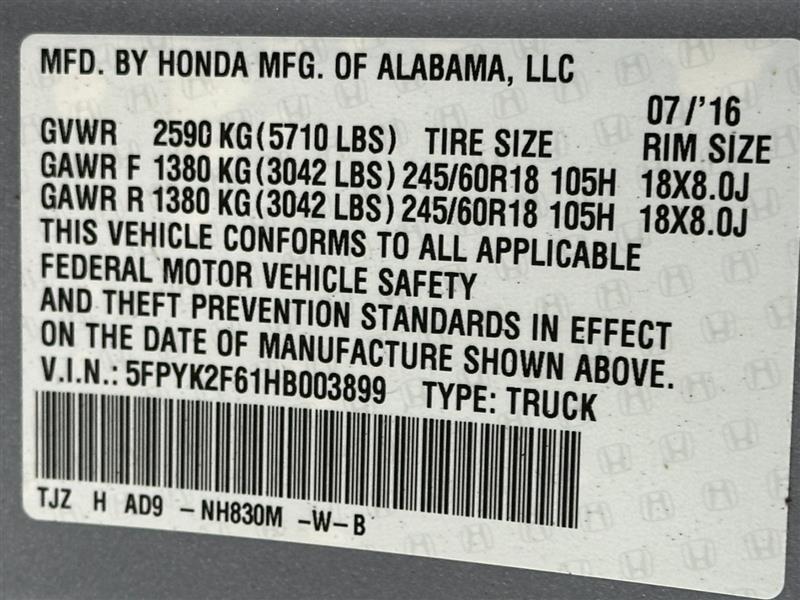 MFD. BY HONDA MFG. OF ALABAMA, LLC
07/'16
GVWR 2590 KG(5710 LBS) TIRE SIZE RIM SIZE
GAWR F 1380 KG(3042 LBS) 245/60R18 105H 18X8.0J
GAWR R 1380 KG(3042 LBS) 245/60R18 105H 18X8.0J
THIS VEHICLE CONFORMS TO ALL APPLICABLE
FEDERAL MOTOR VEHICLE SAFETY
AND THEFT PREVENTION STANDARDS IN EFFECT
ON THE DATE OF MANUFACTURE SHOWN ABOVE.
V.I.N.: 5FPYK2F61HB003899 TYPE: TRUCK
TJZ H AD9 -NH830M -W-B